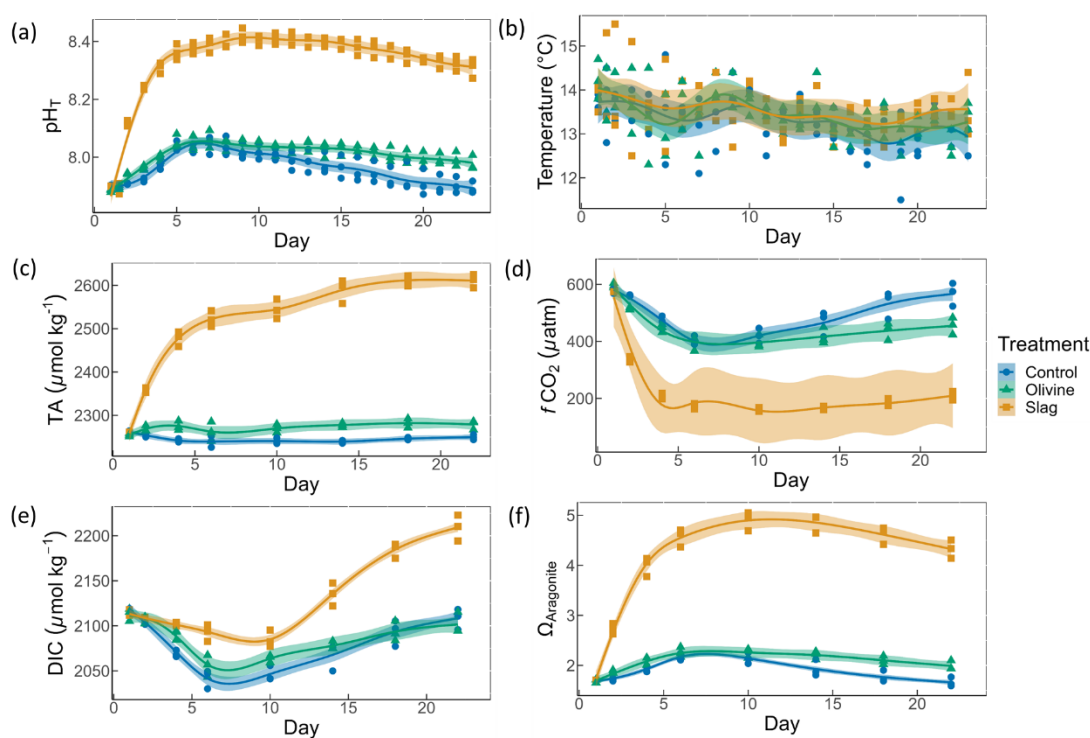 (a)
pHT
8.4
8.2
8.0
0 5 10 15 20
Day
(b)
Temperature (°C)
15
14
13
12
0 5 10 15 20
Day
(c)
TA (µmol kg⁻¹)
2600
2500
2400
2300
0 5 10 15 20
Day
(d)
f CO₂ (µatm)
600
400
200
0 5 10 15 20
Day
Treatment
Control
Olivine
Slag
(e)
DIC (µmol kg⁻¹)
2200
2150
2100
2050
0 5 10 15 20
Day
(f)
ΩAragonite
5
4
3
2
0 5 10 15 20
Day